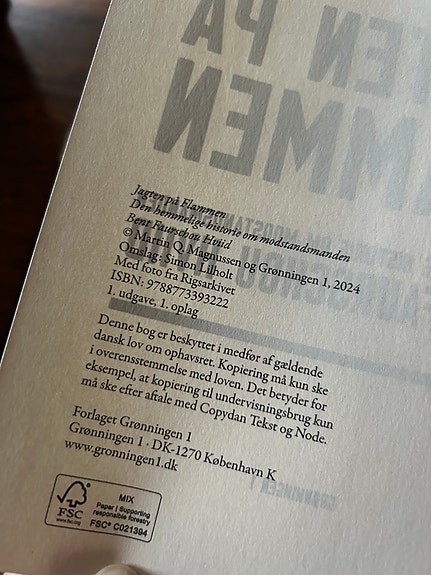 Jagten på Flammen
Den hemmelige historie om modstandsmanden
Bent Faurschou Hviid
© Martin Q Magnussen og Grønningen 1, 2024
Omslag: Simon Lilholt
Med foto fra Rigsarkivet
ISBN: 9788773393222
1. udgave, 1. oplag
Denne bog er beskyttet i medfør af gældende
dansk lov om ophavsret. Kopiering må kun ske
i overensstemmelse med loven. Det betyder for
eksempel, at kopiering til undervisningsbrug kun
må ske efter aftale med Copydan Tekst og Node.
Forlaget Grønningen 1
Grønningen 1 · DK-1270 København K
www.gronningen1.dk
FSC
www.fsc.org
MIX
Paper | Supporting
responsible forestry
FSC® C021394